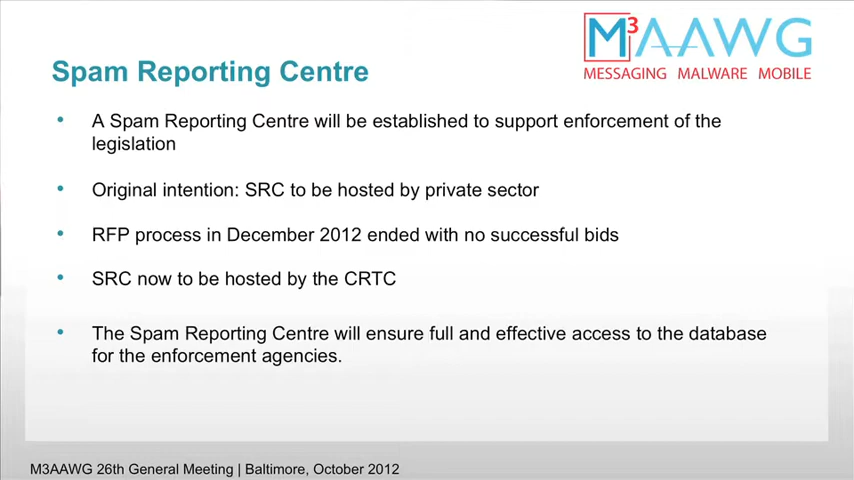 M3AAWG
MESSAGING MALWARE MOBILE
Spam Reporting Centre
• A Spam Reporting Centre will be established to support enforcement of the
legislation
• Original intention: SRC to be hosted by private sector
• RFP process in December 2012 ended with no successful bids
• SRC now to be hosted by the CRTC
• The Spam Reporting Centre will ensure full and effective access to the database
for the enforcement agencies.
M3AAWG 26th General Meeting | Baltimore, October 2012